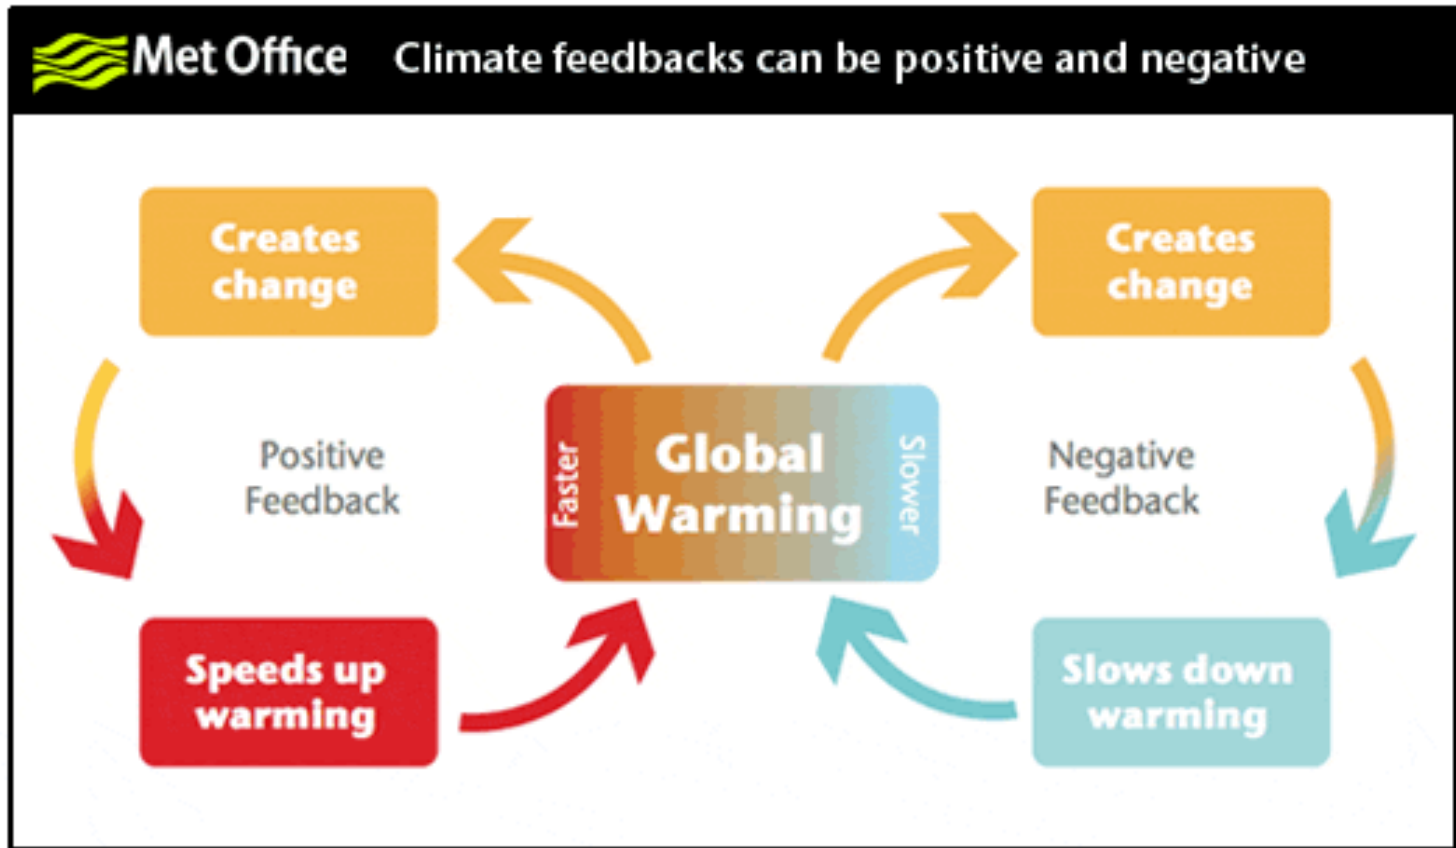 Met Office
Climate feedbacks can be positive and negative
Creates
change
Creates
change
Positive
Feedback
Faster
Global
Warming
Slower
Negative
Feedback
Speeds up
warming
Slows down
warming